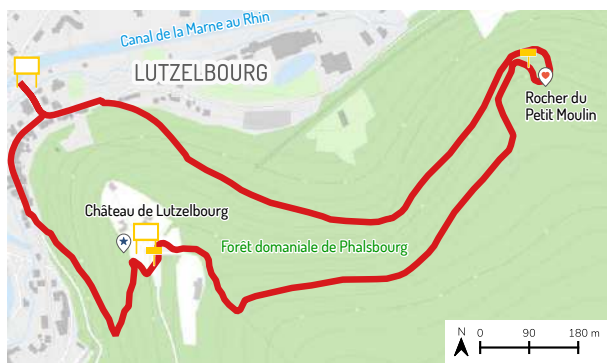 Canal de la Marne au Rhin
LUTZELBOURG
Rocher du
Petit Moulin
Château de Lutzelbourg
Forêt domaniale de Phalsbourg
N 0 90 180 m